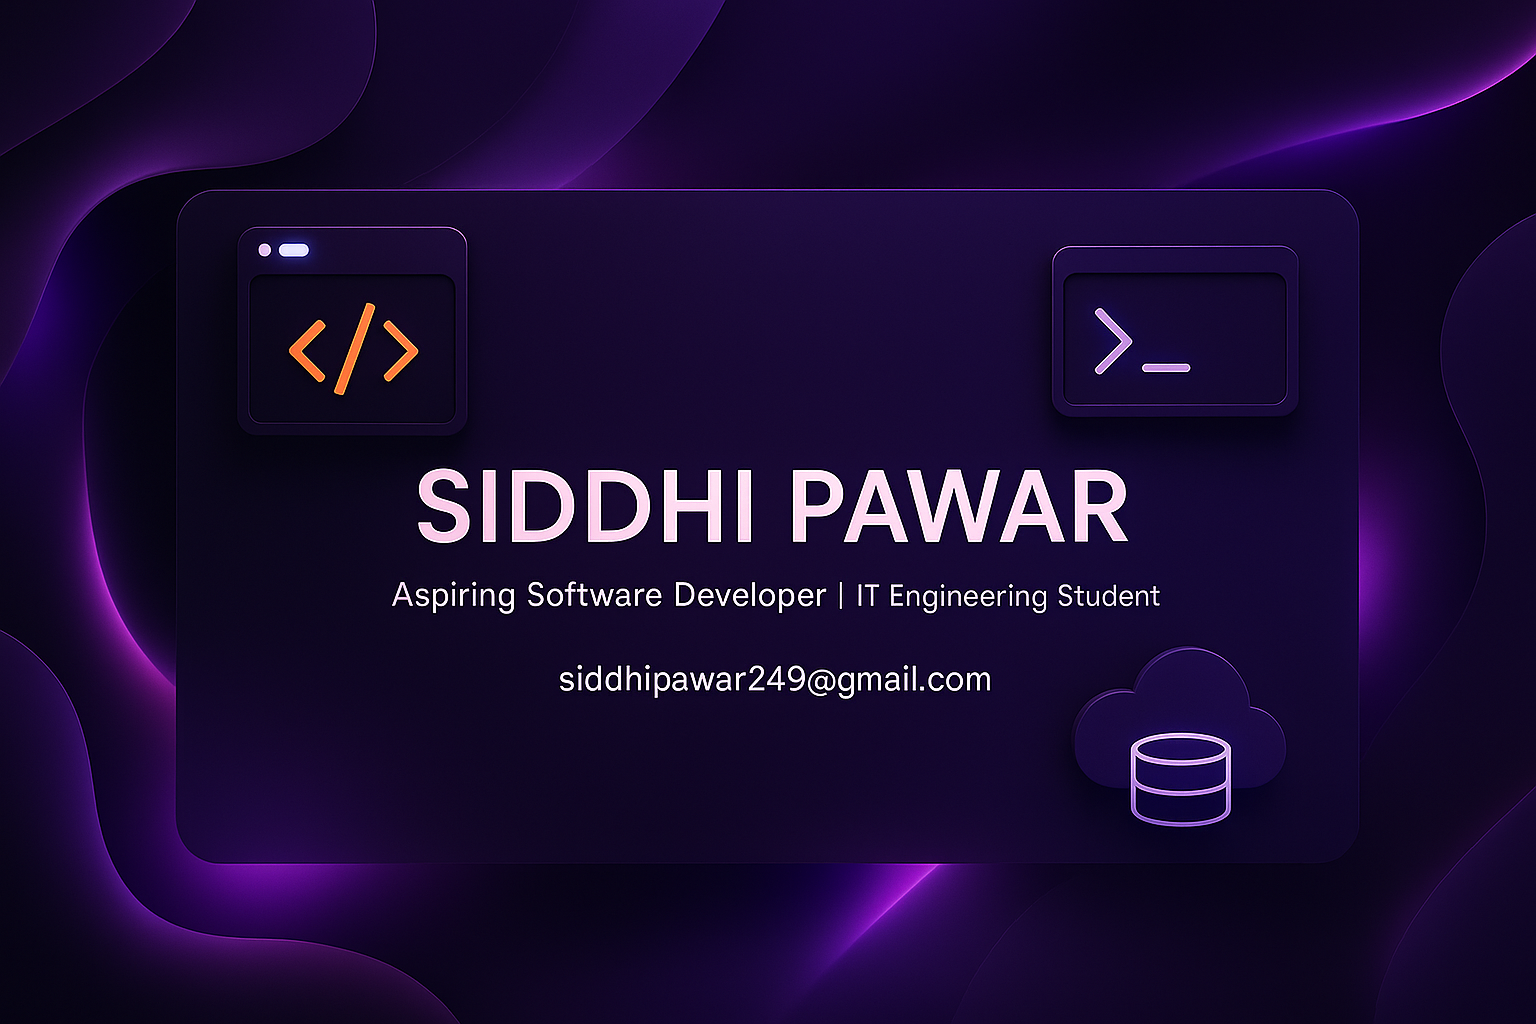 </>
>_
SIDDHI PAWAR
Aspiring Software Developer | IT Engineering Student
siddhipawar249@gmail.com